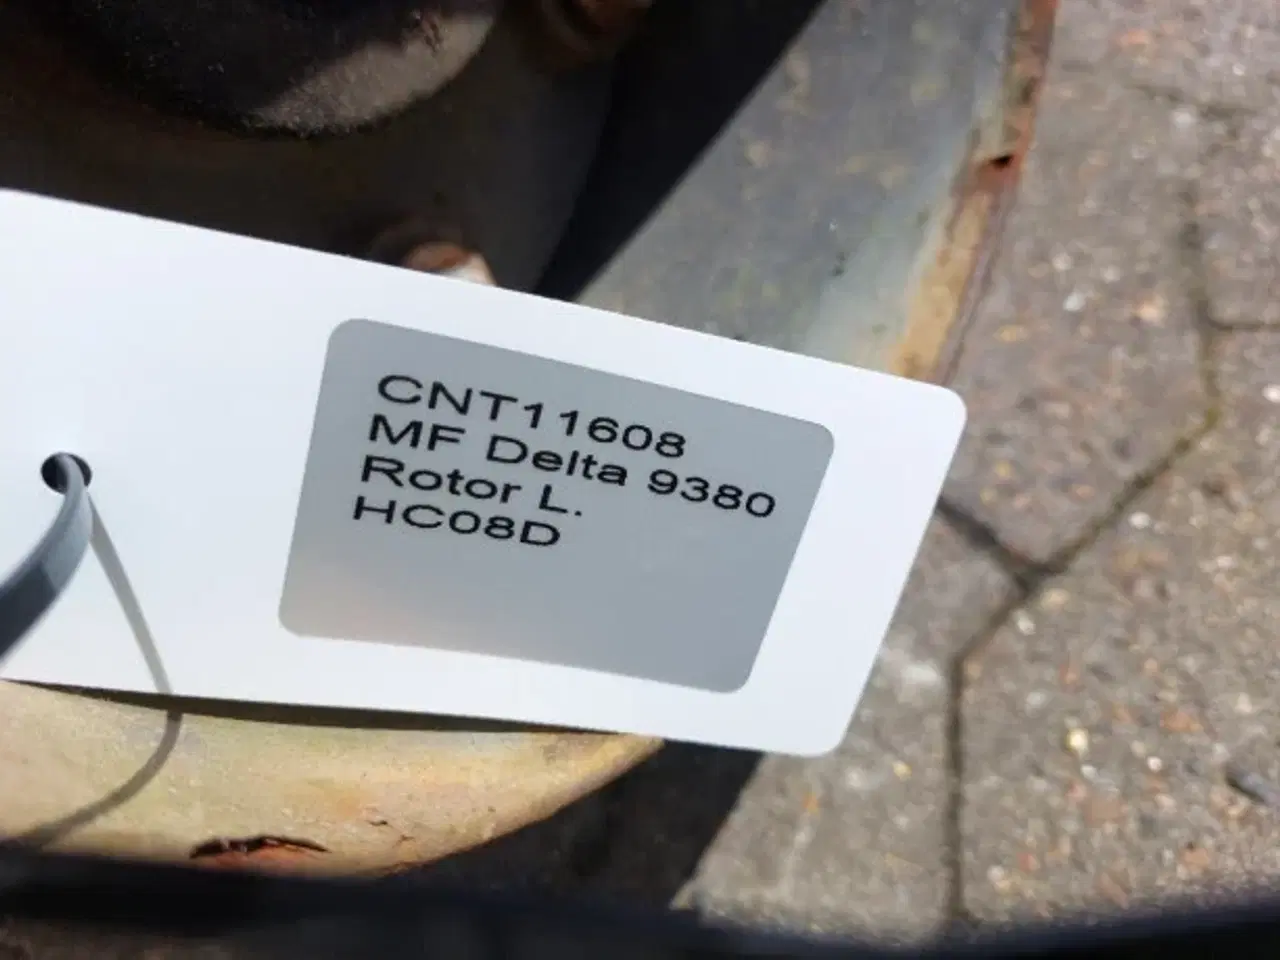 CNT11608
MF Delta 9380
Rotor L.
HC08D